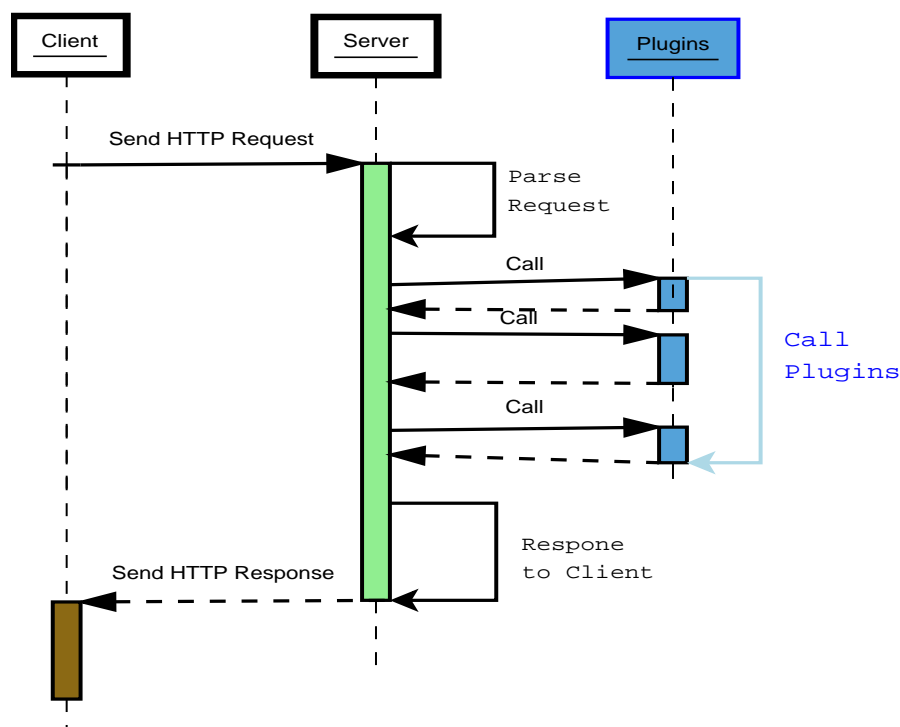 Client
Server
Plugins
Send HTTP Request
Parse
Request
Call
Call
Call
Plugins
Call
Respone
to Client
Send HTTP Response